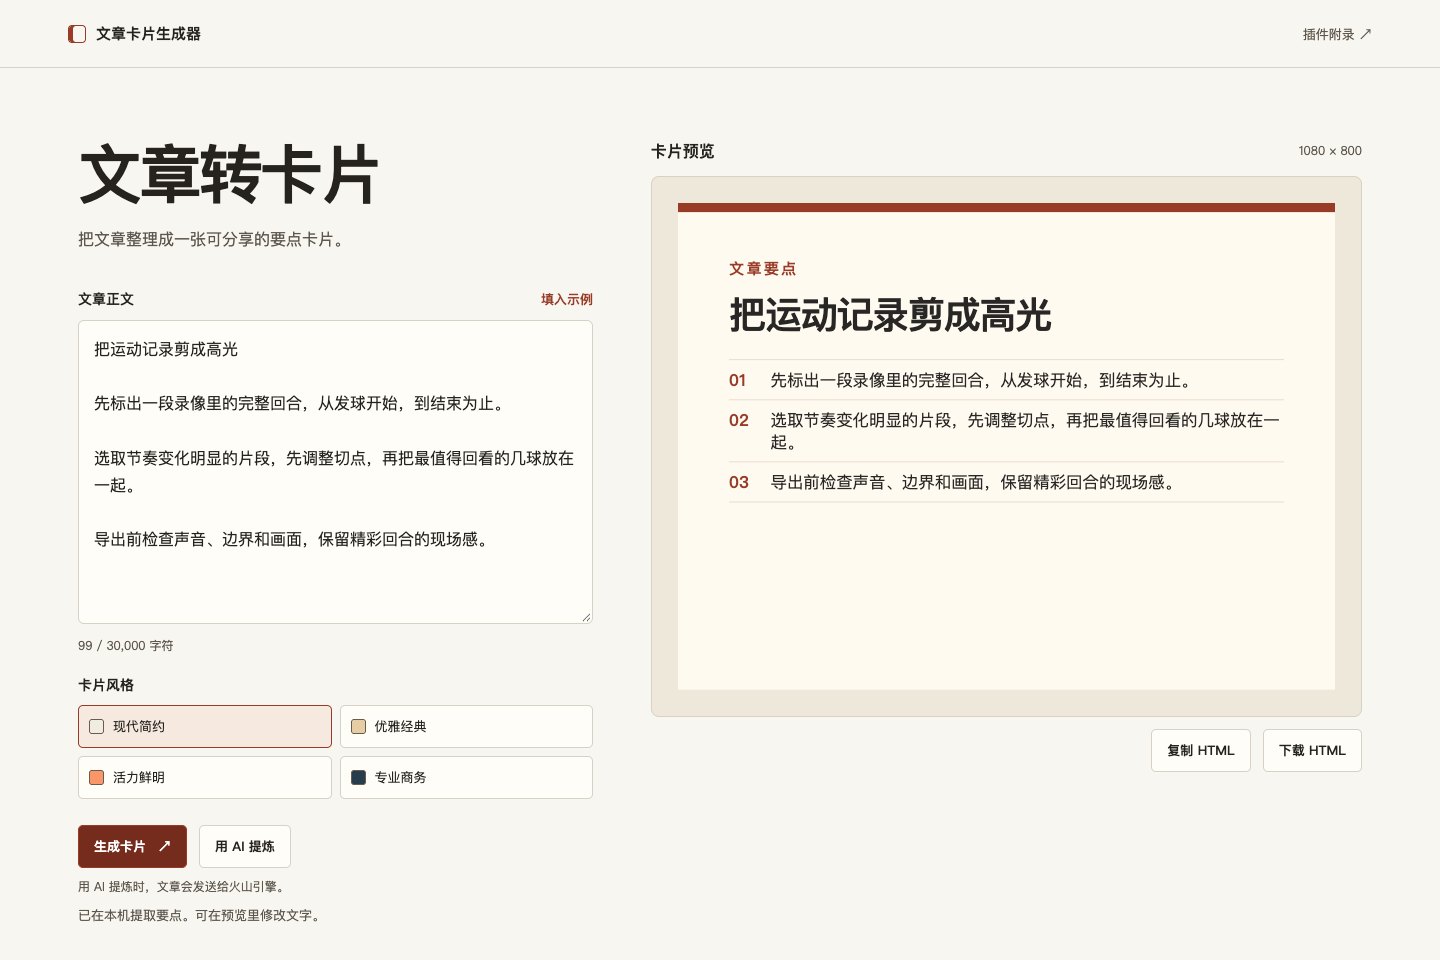 文章卡片生成器
插件附录 ↗
文章转卡片
把文章整理成一张可分享的要点卡片。
文章正文
填入示例
把运动记录剪成高光
先标出一段录像里的完整回合，从发球开始，到结束为止。
选取节奏变化明显的片段，先调整切点，再把最值得回看的几球放在
一起。
导出前检查声音、边界和画面，保留精彩回合的现场感。
99 / 30,000 字符
卡片风格
现代简约
优雅经典
活力鲜明
专业商务
生成卡片 ↗
用 AI 提炼
用 AI 提炼时，文章会发送给火山引擎。
已在本机提取要点。可在预览里修改文字。
卡片预览
1080 × 800
文章要点
把运动记录剪成高光
01 先标出一段录像里的完整回合，从发球开始，到结束为止。
02 选取节奏变化明显的片段，先调整切点，再把最值得回看的几球放在一
起。
03 导出前检查声音、边界和画面，保留精彩回合的现场感。
复制 HTML
下载 HTML